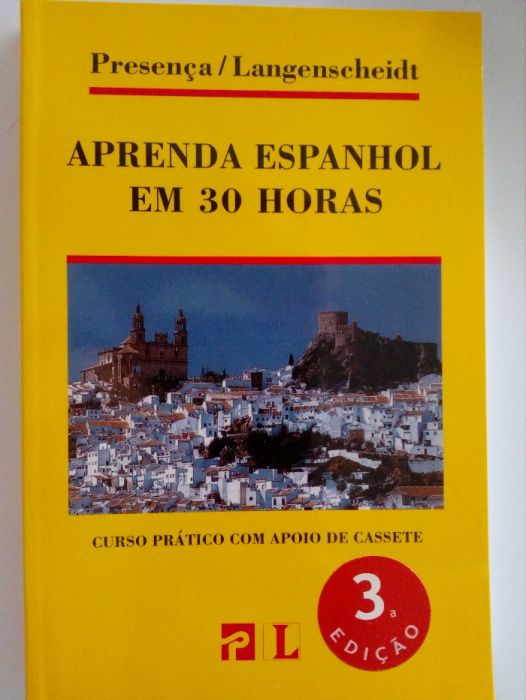 Presença / Langenscheidt
APRENDA ESPANHOL
EM 30 HORAS
CURSO PRÁTICO COM APOIO DE CASSETE
3.ª
EDIÇÃO
P L